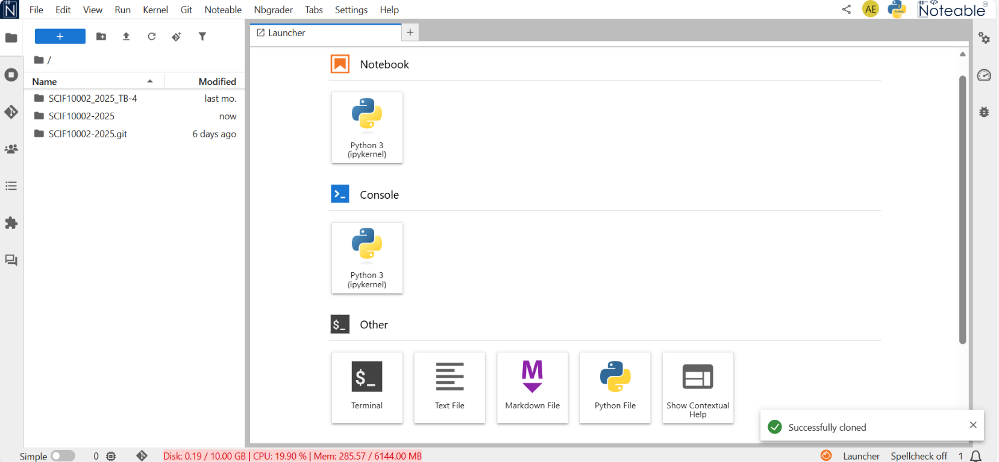 N File Edit View Run Kernel Git Noteable Nbgrader Tabs Settings Help AE python Noteable
+ Launcher +
/
Name Modified
SCIF10002_2025_TB-4 last mo.
SCIF10002-2025 now
SCIF10002-2025.git 6 days ago
Notebook
Python 3
(ipykernel)
Console
Python 3
(ipykernel)
$_ Other
$_ M
Terminal Text File Markdown File Python File Show Contextual
Help
Successfully cloned
Simple 0 Disk: 0.19 / 10.00 GB | CPU: 19.90 % | Mem: 285.57 / 6144.00 MB Launcher Spellcheck off 1